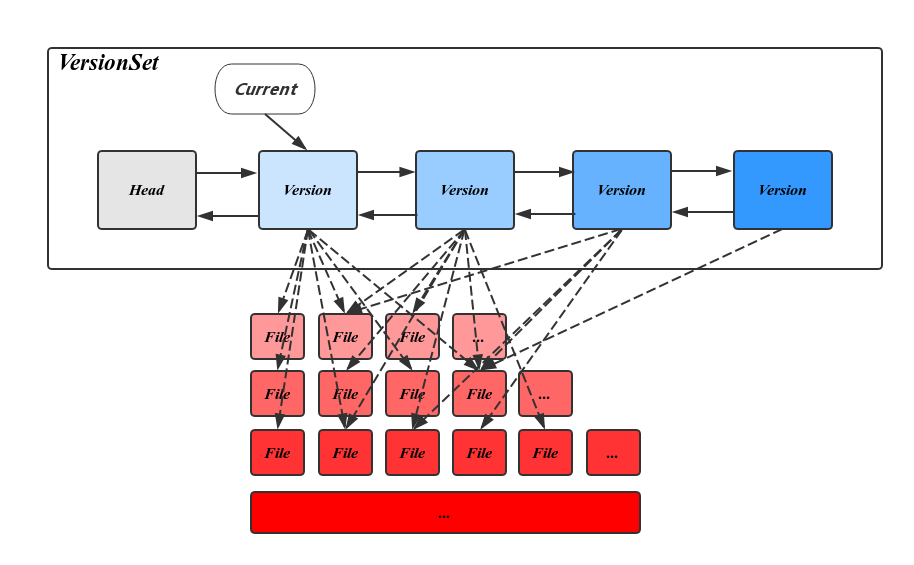 VersionSet
Current
Head Version Version Version Version
File File File ...
File File File File ...
File File File File File ...
...